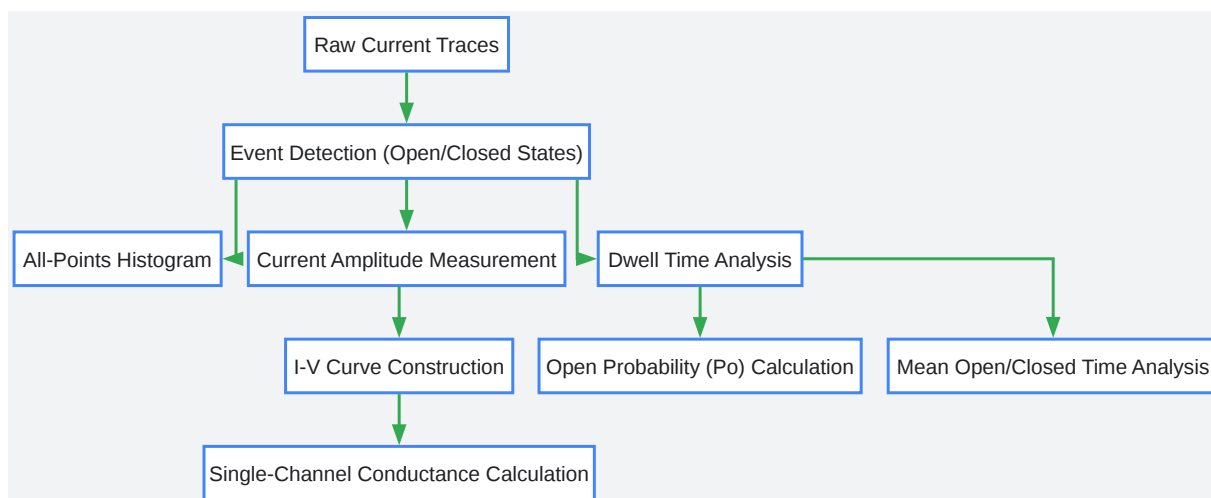 Raw Current Traces
Event Detection (Open/Closed States)
All-Points Histogram
Current Amplitude Measurement
Dwell Time Analysis
I-V Curve Construction
Open Probability (Po) Calculation
Mean Open/Closed Time Analysis
Single-Channel Conductance Calculation